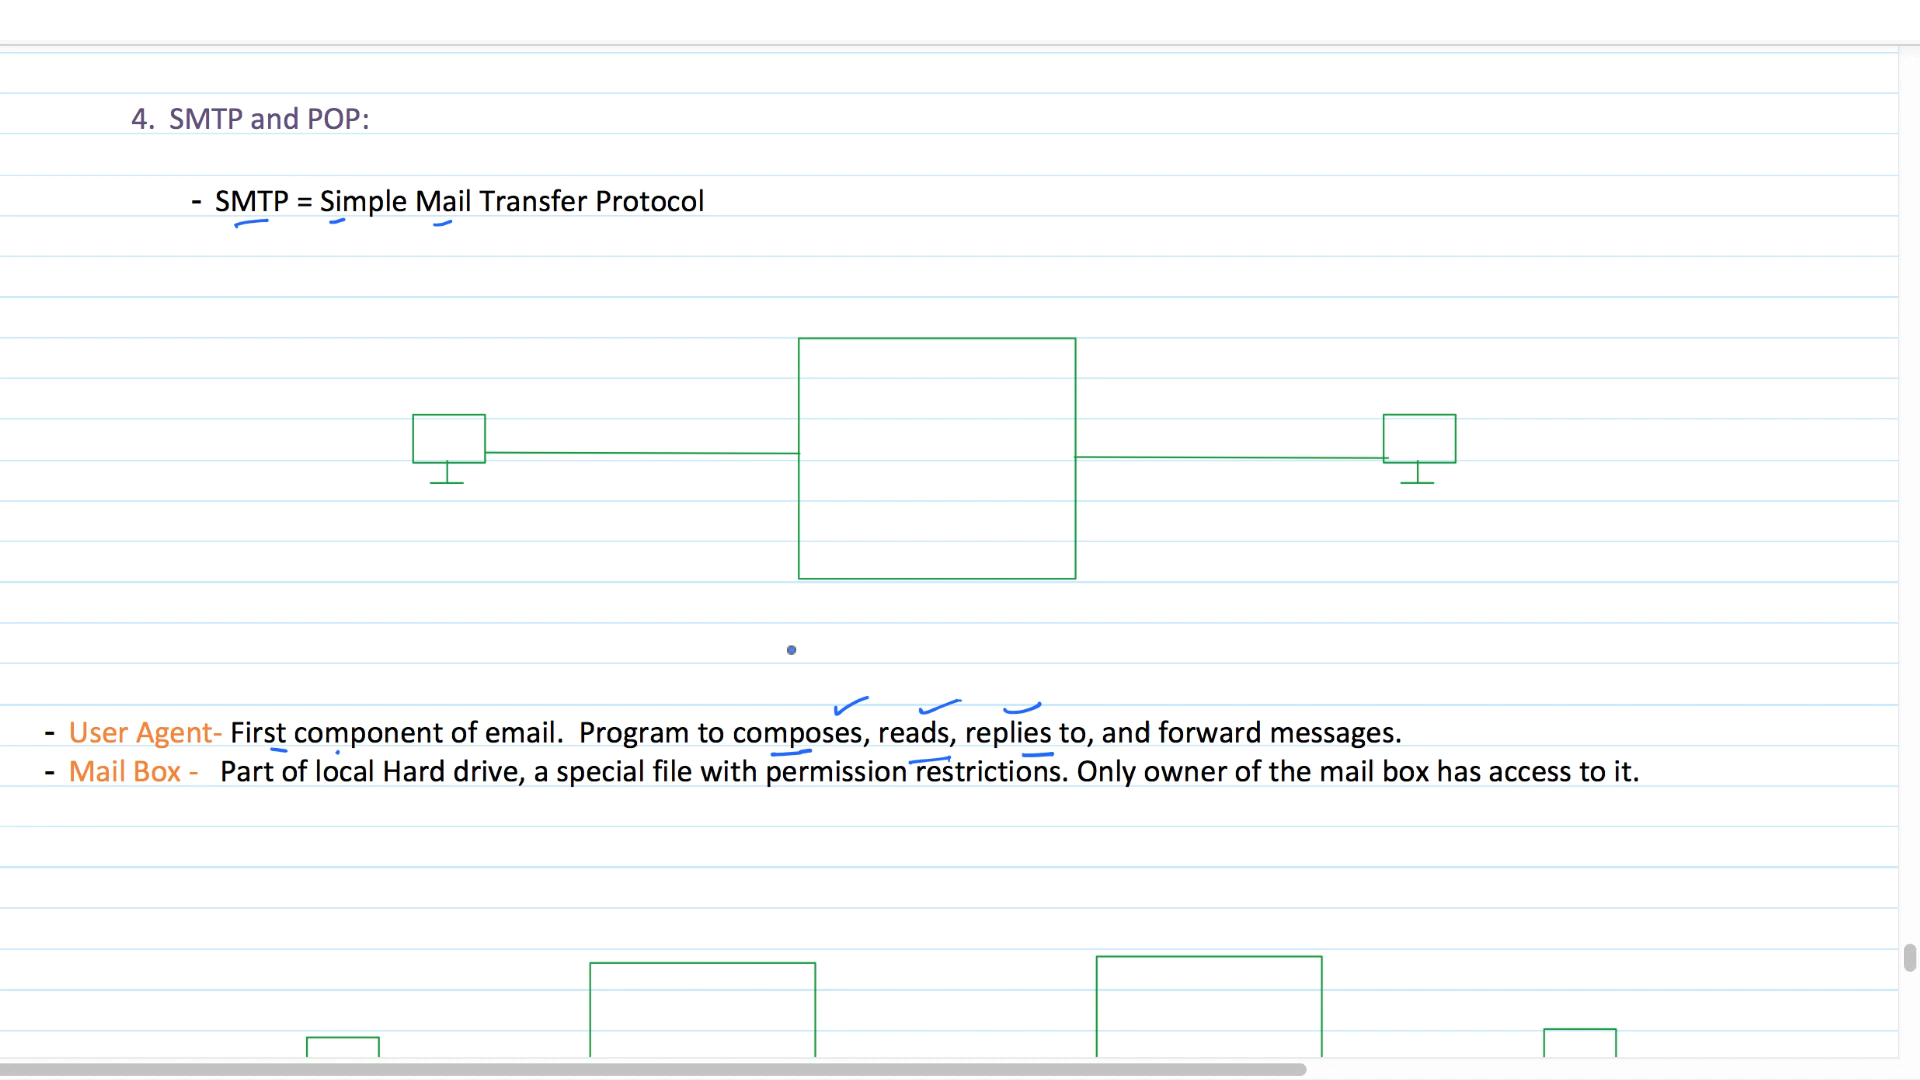 4. SMTP and POP:
- SMTP = Simple Mail Transfer Protocol
- User Agent- First component of email. Program to composes, reads, replies to, and forward messages.
- Mail Box - Part of local Hard drive, a special file with permission restrictions. Only owner of the mail box has access to it.